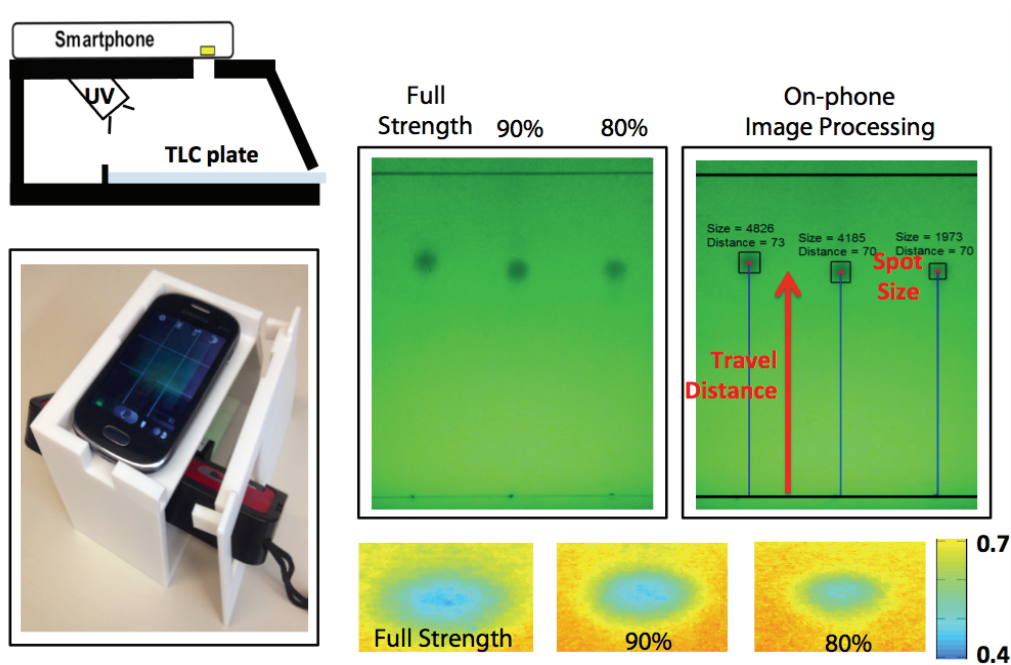 Smartphone
UV
TLC plate
Full
Strength
90%
80%
On-phone
Image Processing
Size = 4826
Distance = 73
Size = 4185
Distance = 70
Size = 1973
Distance = 70
Spot
Size
Travel
Distance
Full Strength
90%
80%
0.7
0.4